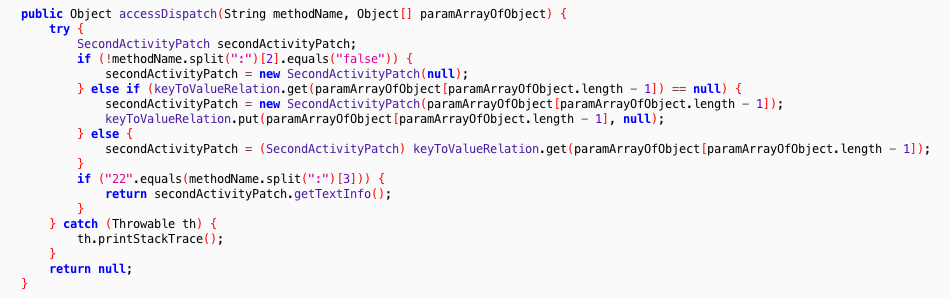 public Object accessDispatch(String methodName, Object[] paramArrayOfObject) {
    try {
        SecondActivityPatch secondActivityPatch;
        if (!methodName.split(":")[2].equals("false")) {
            secondActivityPatch = new SecondActivityPatch(null);
        } else if (keyToValueRelation.get(paramArrayOfObject[paramArrayOfObject.length - 1]) == null) {
            secondActivityPatch = new SecondActivityPatch(paramArrayOfObject[paramArrayOfObject.length - 1]);
            keyToValueRelation.put(paramArrayOfObject[paramArrayOfObject.length - 1], null);
        } else {
            secondActivityPatch = (SecondActivityPatch) keyToValueRelation.get(paramArrayOfObject[paramArrayOfObject.length - 1]);
        }
        if ("22".equals(methodName.split(":")[3])) {
            return secondActivityPatch.getTextInfo();
        }
    } catch (Throwable th) {
        th.printStackTrace();
    }
    return null;
}